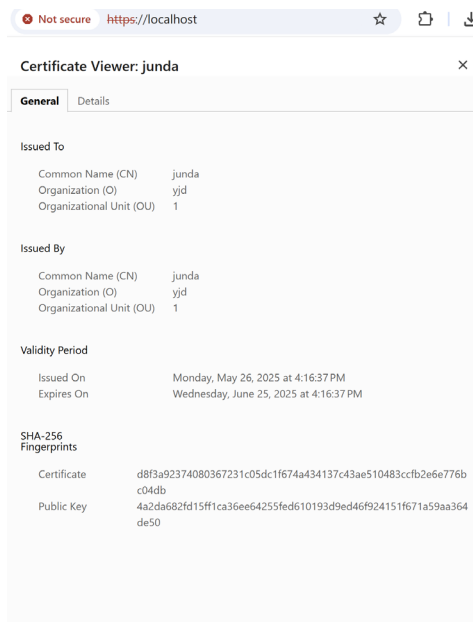 Not secure https://localhost
Certificate Viewer: junda
General Details
Issued To
Common Name (CN) junda
Organization (O) yjd
Organizational Unit (OU) 1
Issued By
Common Name (CN) junda
Organization (O) yjd
Organizational Unit (OU) 1
Validity Period
Issued On Monday, May 26, 2025 at 4:16:37 PM
Expires On Wednesday, June 25, 2025 at 4:16:37 PM
SHA-256
Fingerprints
Certificate d8f3a92374080367231c05dc1f674a434137c43ae510483ccfb2e6e776b
c04db
Public Key 4a2da682fd15ff1ca36ee64255fed610193d9ed46f924151f671a59aa364
de50